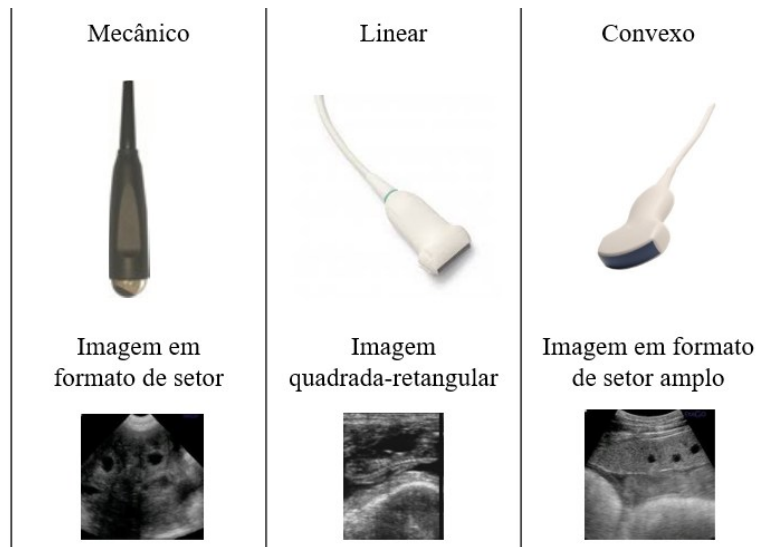 Mecânico
Linear
Convexo
Imagem em
formato de setor
Imagem
quadrada-retangular
Imagem em formato
de setor amplo